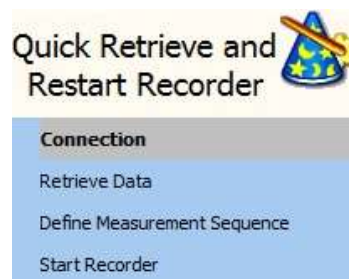 Quick Retrieve and
Restart Recorder
Connection
Retrieve Data
Define Measurement Sequence
Start Recorder